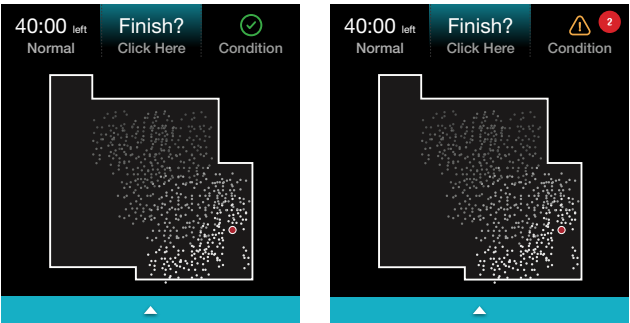 40:00 left
Normal
Finish?
Click Here
Condition
40:00 left
Normal
Finish?
Click Here
2
Condition